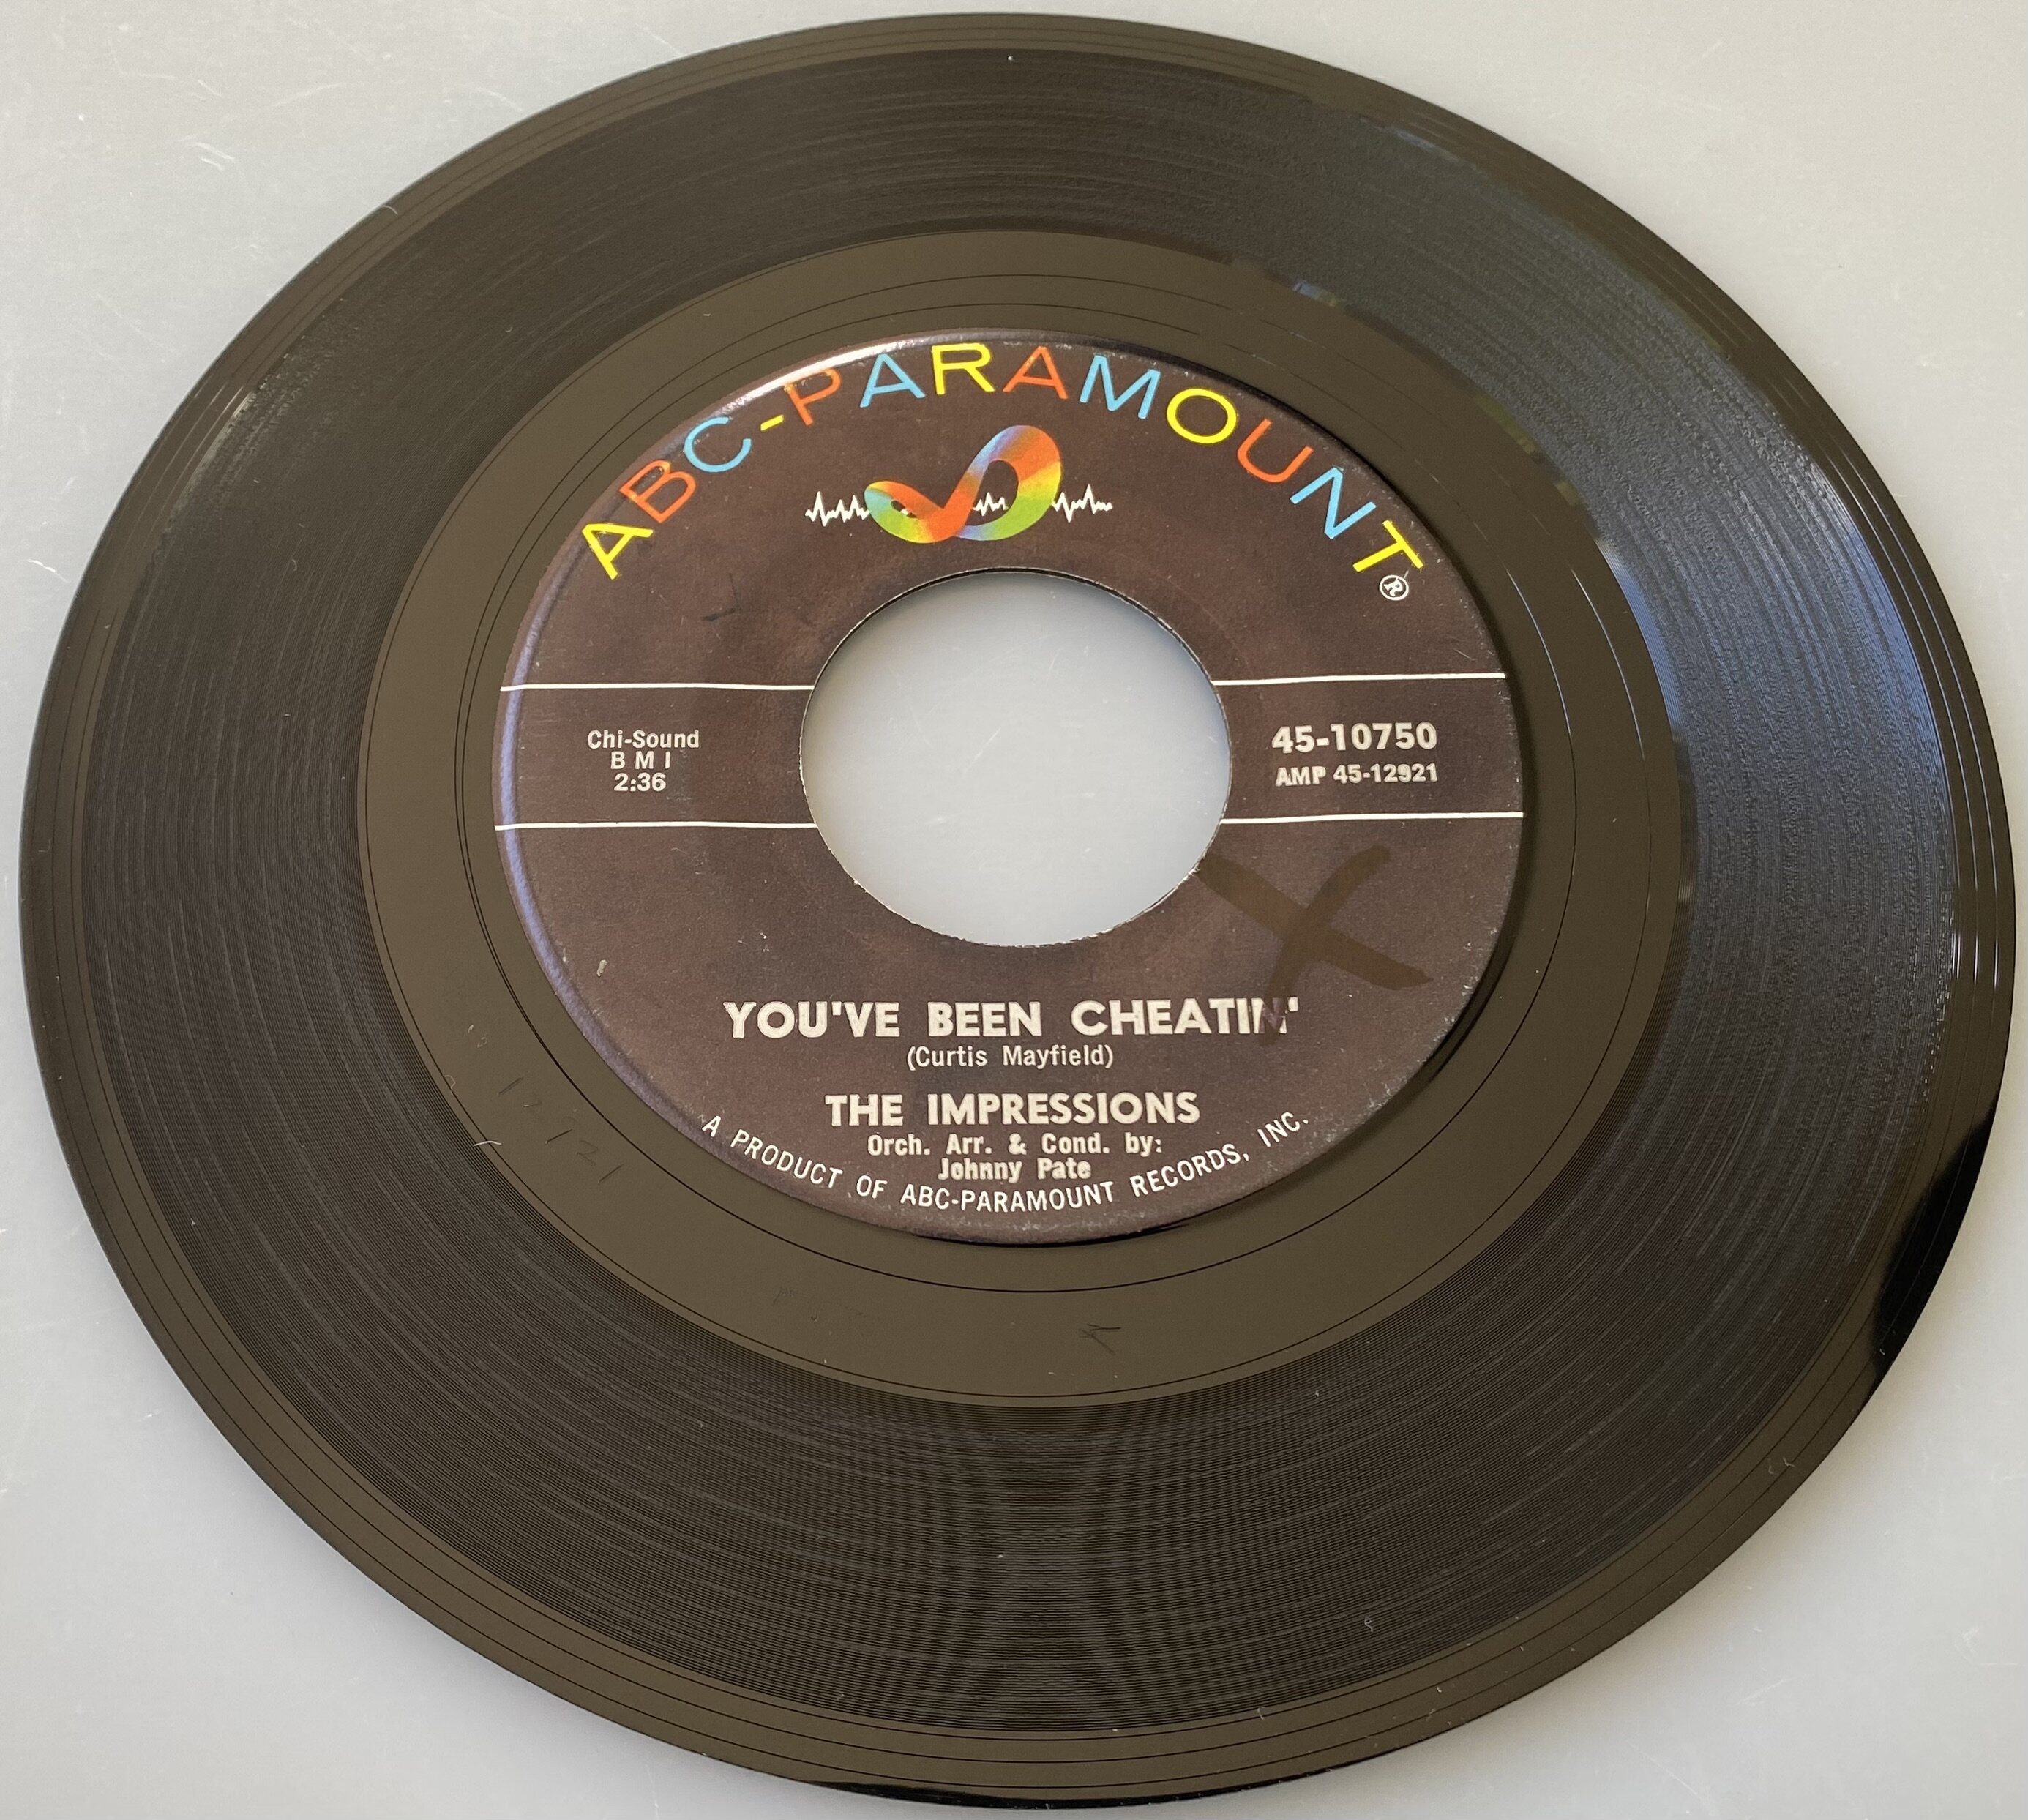 ABC-PARAMOUNT®
Chi-Sound
B M I
2:36
45-10750
AMP 45-12921
X
YOU'VE BEEN CHEATIN'
(Curtis Mayfield)
THE IMPRESSIONS
Orch. Arr. & Cond. by:
Johnny Pate
A PRODUCT OF ABC-PARAMOUNT RECORDS, INC.
12921